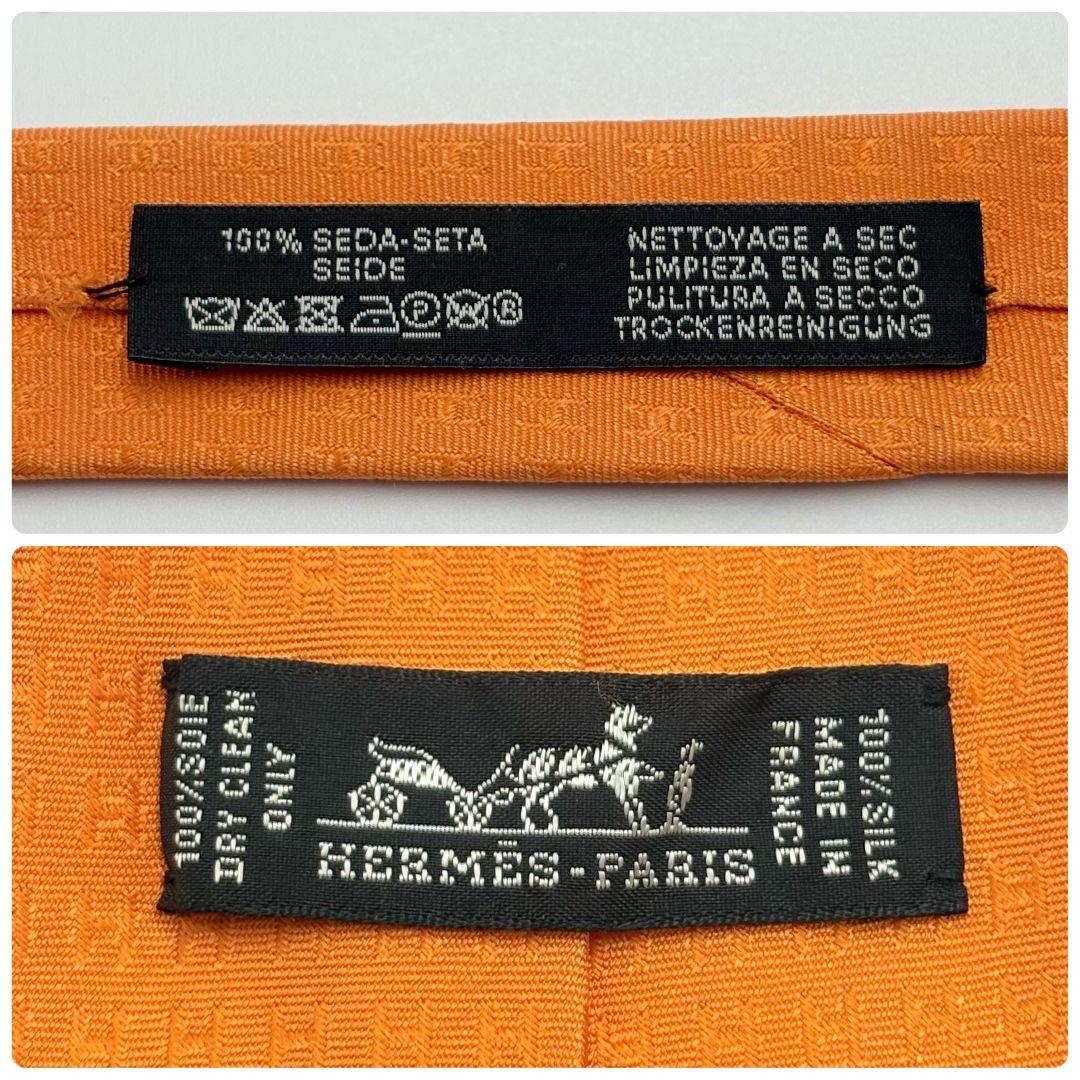 100% SEDA-SETA
SEIDE
NETTOYAGE A SEC
LIMPIEZA EN SECO
PULITURA A SECCO
TROCKENREINIGUNG
100%SOIE
DRY CLEAN
ONLY
HERMÈS-PARIS
100%SILK
MADE IN
FRANCE